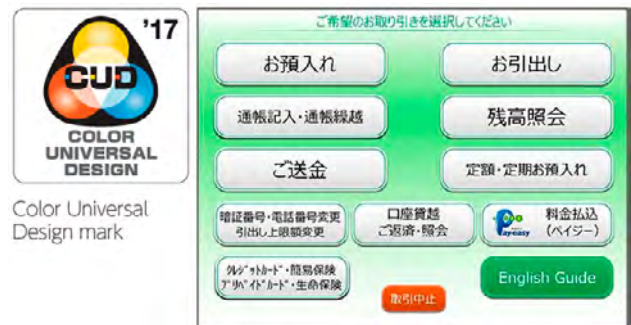 '17
CUD
COLOR
UNIVERSAL
DESIGN
Color Universal
Design mark
ご希望のお取り引きを選択してください
お預入れ
お引出し
通帳記入・通帳繰越
残高照会
ご送金
定額・定期お預入れ
暗証番号・電話番号変更
引出し上限額変更
口座貸越
ご返済・照会
Pay-easy
料金払込
(ペイジー)
クレジットカード・簡易保険
プリペイドカード・生命保険
English Guide
取引中止